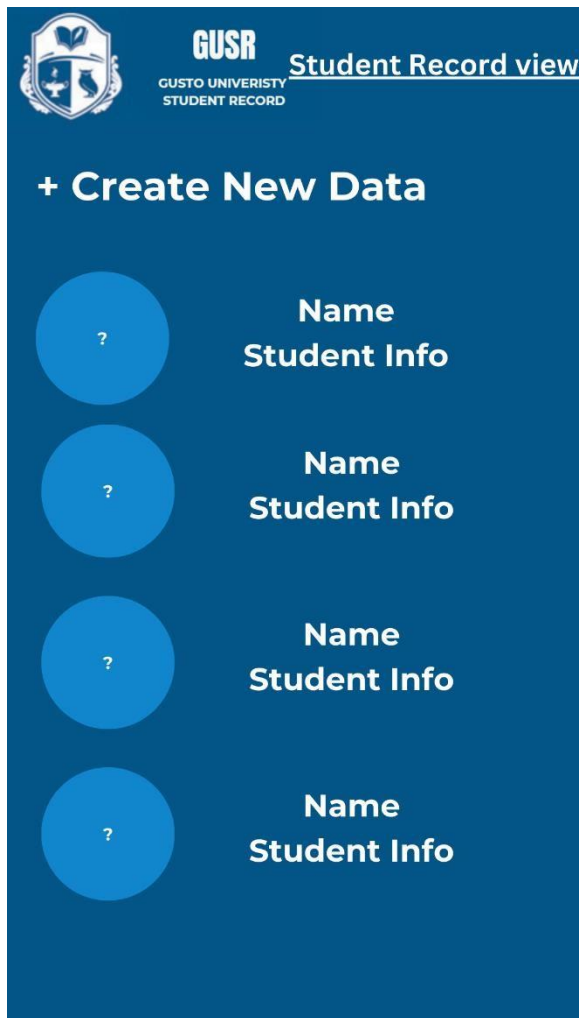 GUSR
GUSTO UNIVERISTY
STUDENT RECORD
Student Record view
+ Create New Data
?
Name
Student Info
?
Name
Student Info
?
Name
Student Info
?
Name
Student Info